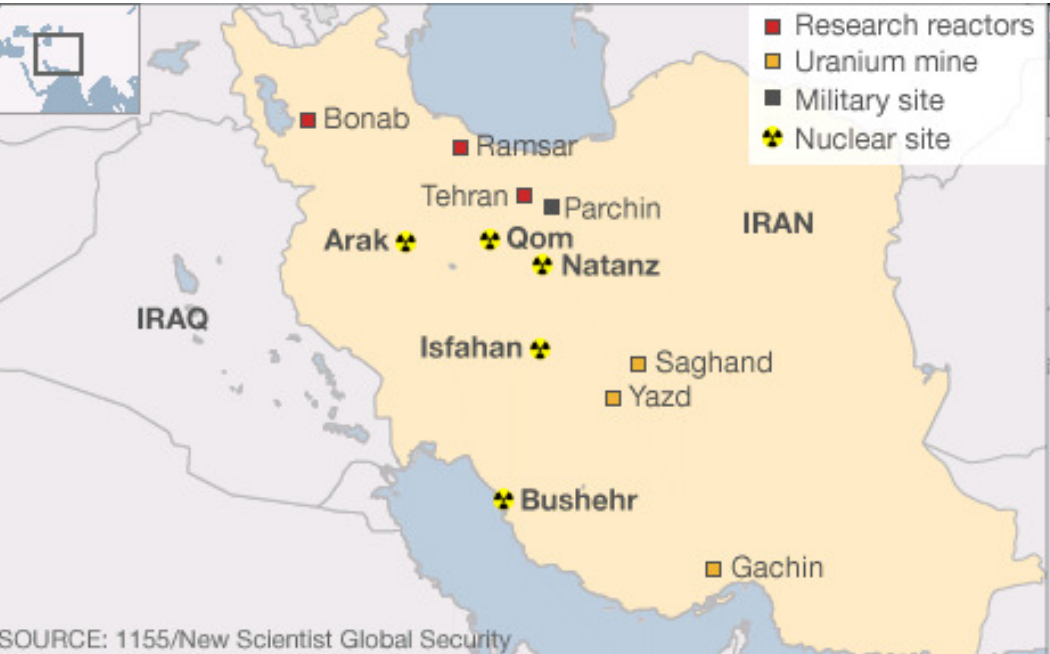 Research reactors
Uranium mine
Military site
Nuclear site
Bonab
Ramsar
Tehran
Parchin
IRAN
Arak
Qom
Natanz
IRAQ
Isfahan
Saghand
Yazd
Bushehr
Gachin
SOURCE: 1155/New Scientist Global Security